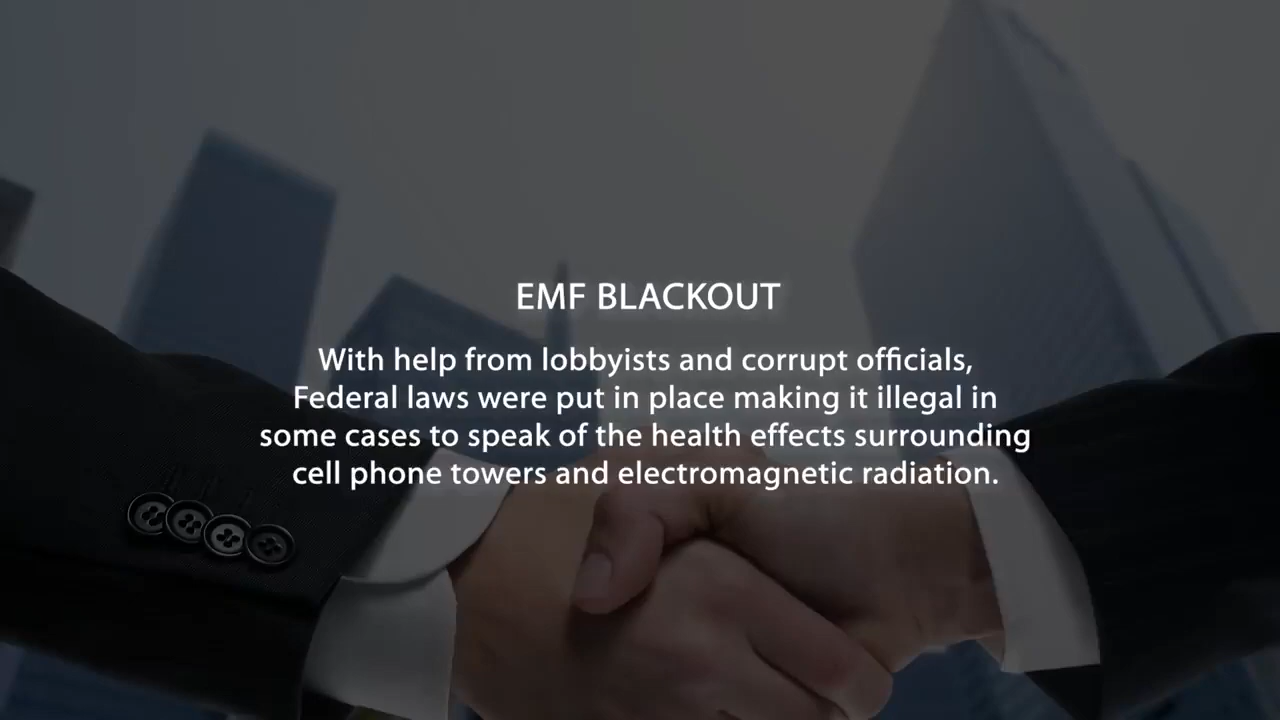 EMF BLACKOUT
With help from lobbyists and corrupt officials,
Federal laws were put in place making it illegal in
some cases to speak of the health effects surrounding
cell phone towers and electromagnetic radiation.